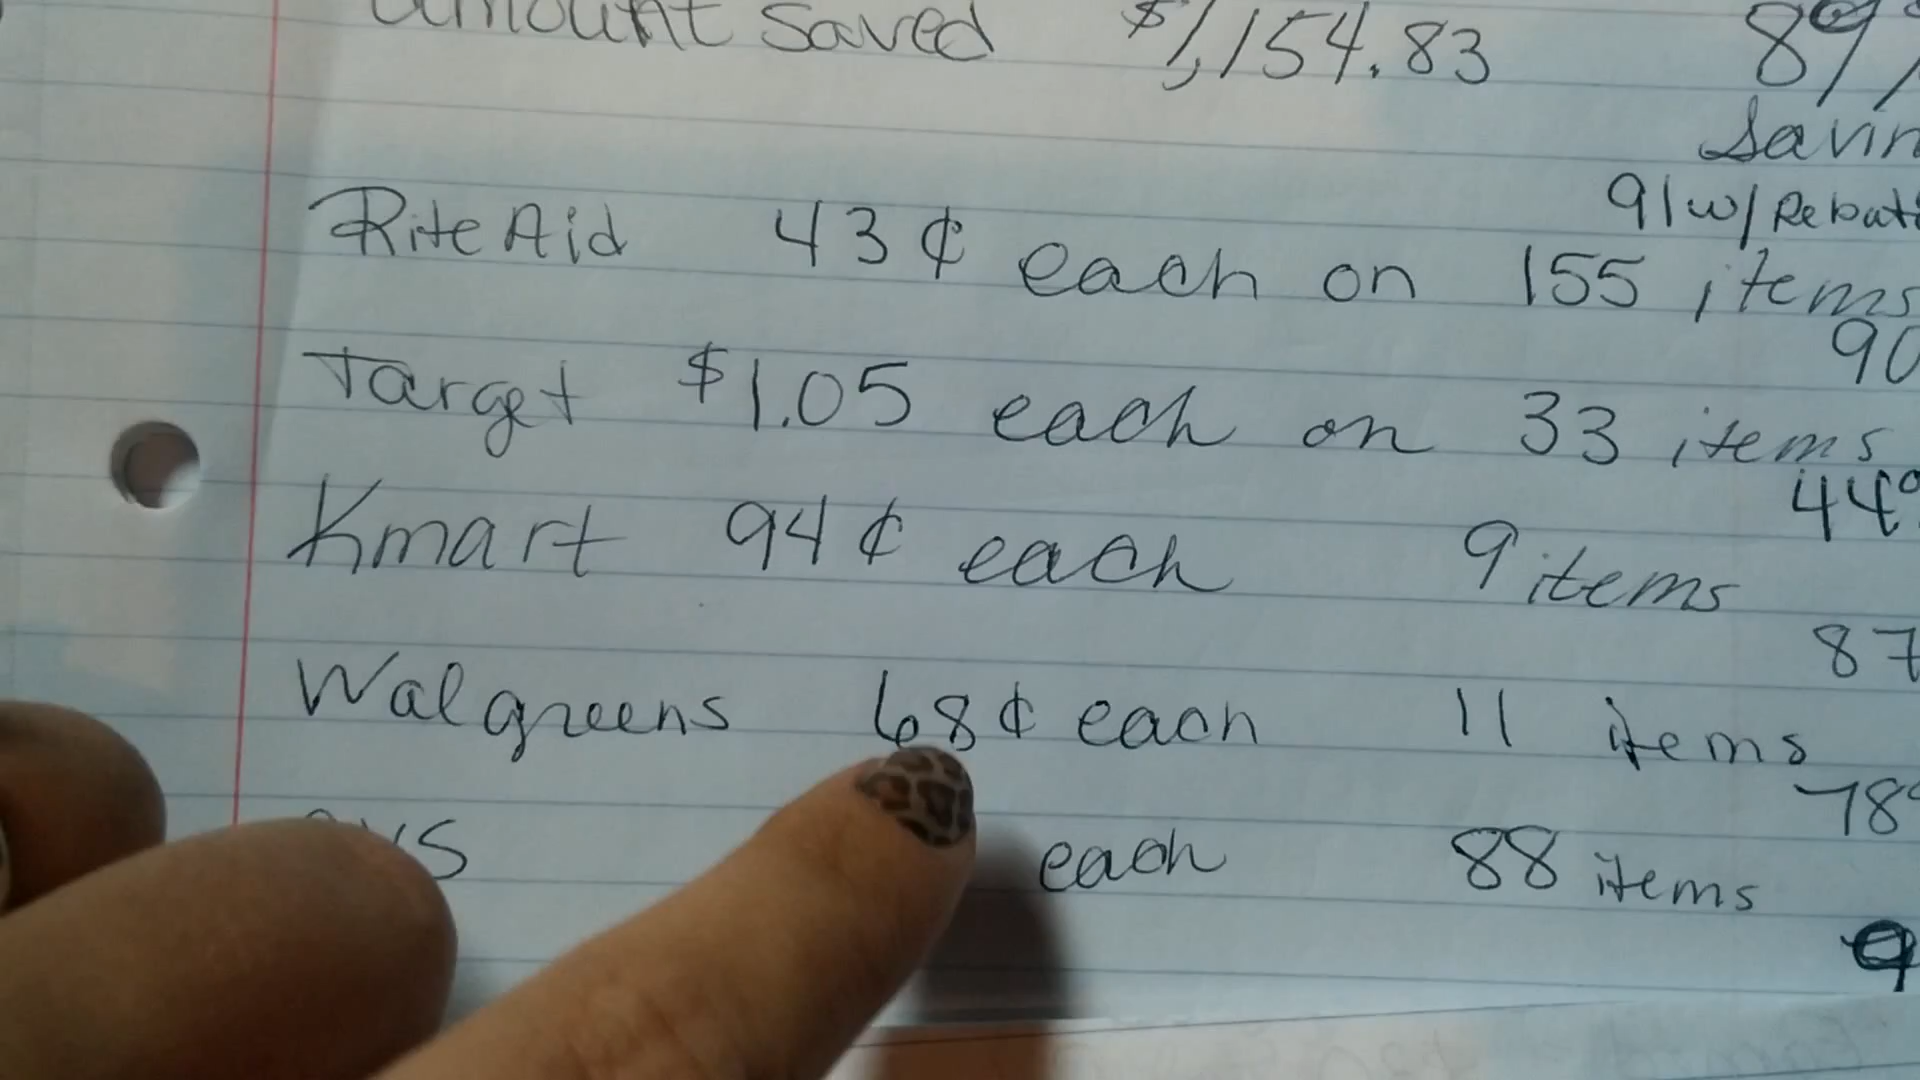 amount saved $1,154.83 89%
Savin
91 w/ Rebat
Rite Aid 43¢ each on 155 items
90
Target $1.05 each on 33 items
44%
Kmart 94¢ each 9 items
87
Walgreens 68¢ each 11 items
78%
each 88 items
9